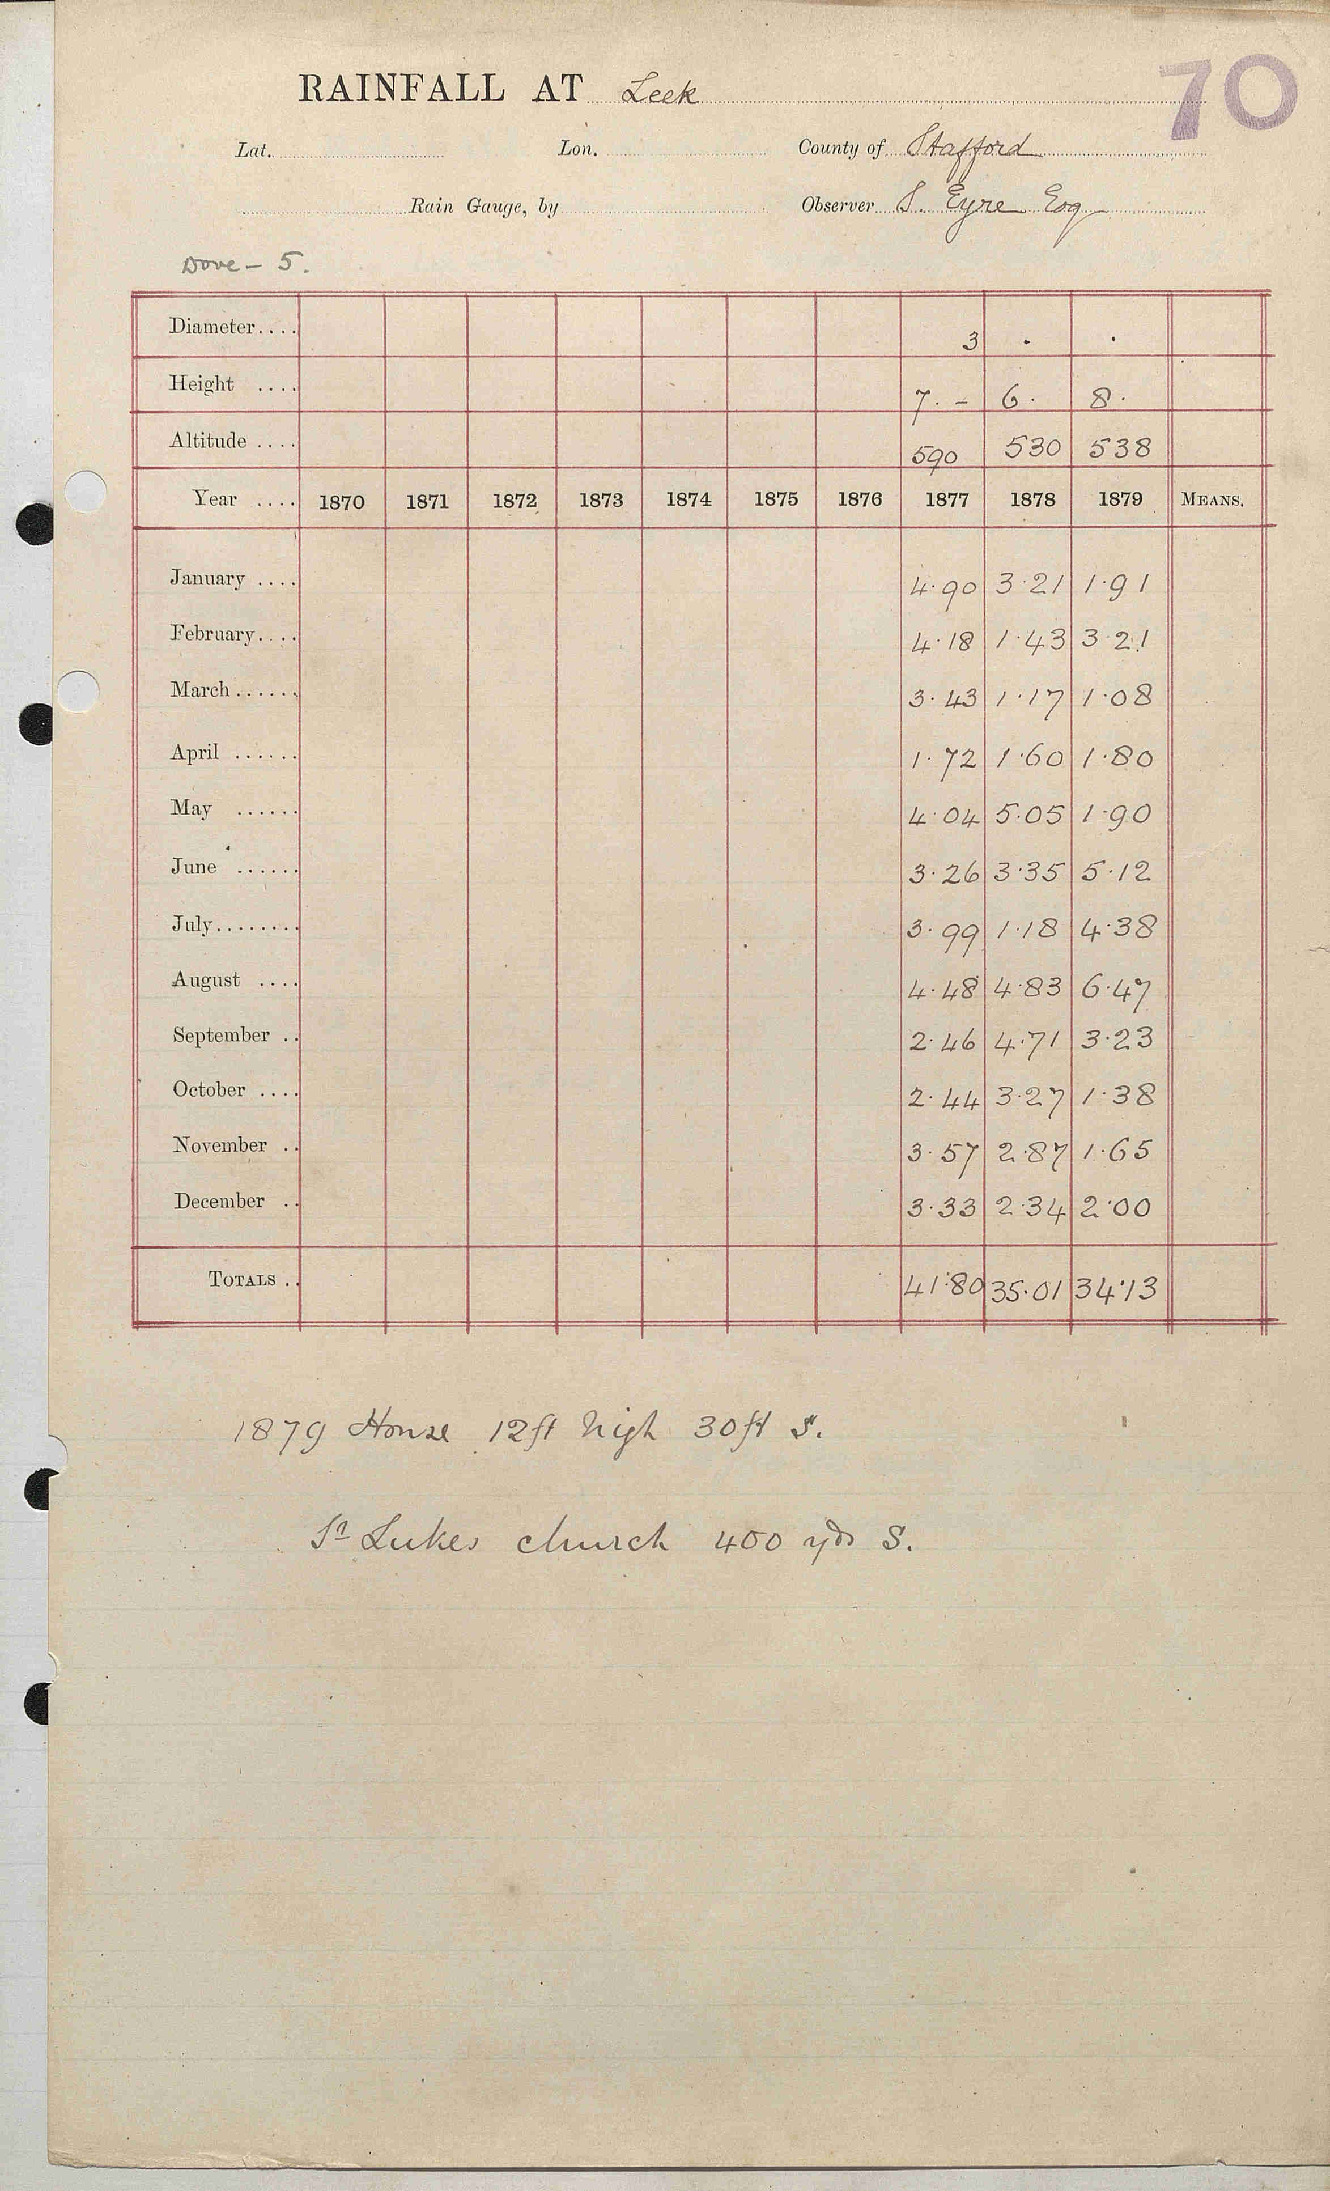 70
RAINFALL AT Leek
Lat. Lon. County of Stafford
Rain Gauge, by Observer S. Eyre Esq
Dove - 5.
Diameter.... 3 . .
Height .... 7. - 6. 8.
Altitude .... 590 530 538
Year .... 1870 1871 1872 1873 1874 1875 1876 1877 1878 1879 MEANS.
January .... 4.90 3.21 1.91
February.... 4.18 1.43 3.21
March...... 3.43 1.17 1.08
April ...... 1.72 1.60 1.80
May ...... 4.04 5.05 1.90
June ...... 3.26 3.35 5.12
July........ 3.99 1.18 4.38
August .... 4.48 4.83 6.47
September .. 2.46 4.71 3.23
October .... 2.44 3.27 1.38
November .. 3.57 2.87 1.65
December .. 3.33 2.34 2.00
TOTALS .. 41.80 35.01 34.13
1879 House 12ft high 30ft S.
St Lukes church 400 yds S.